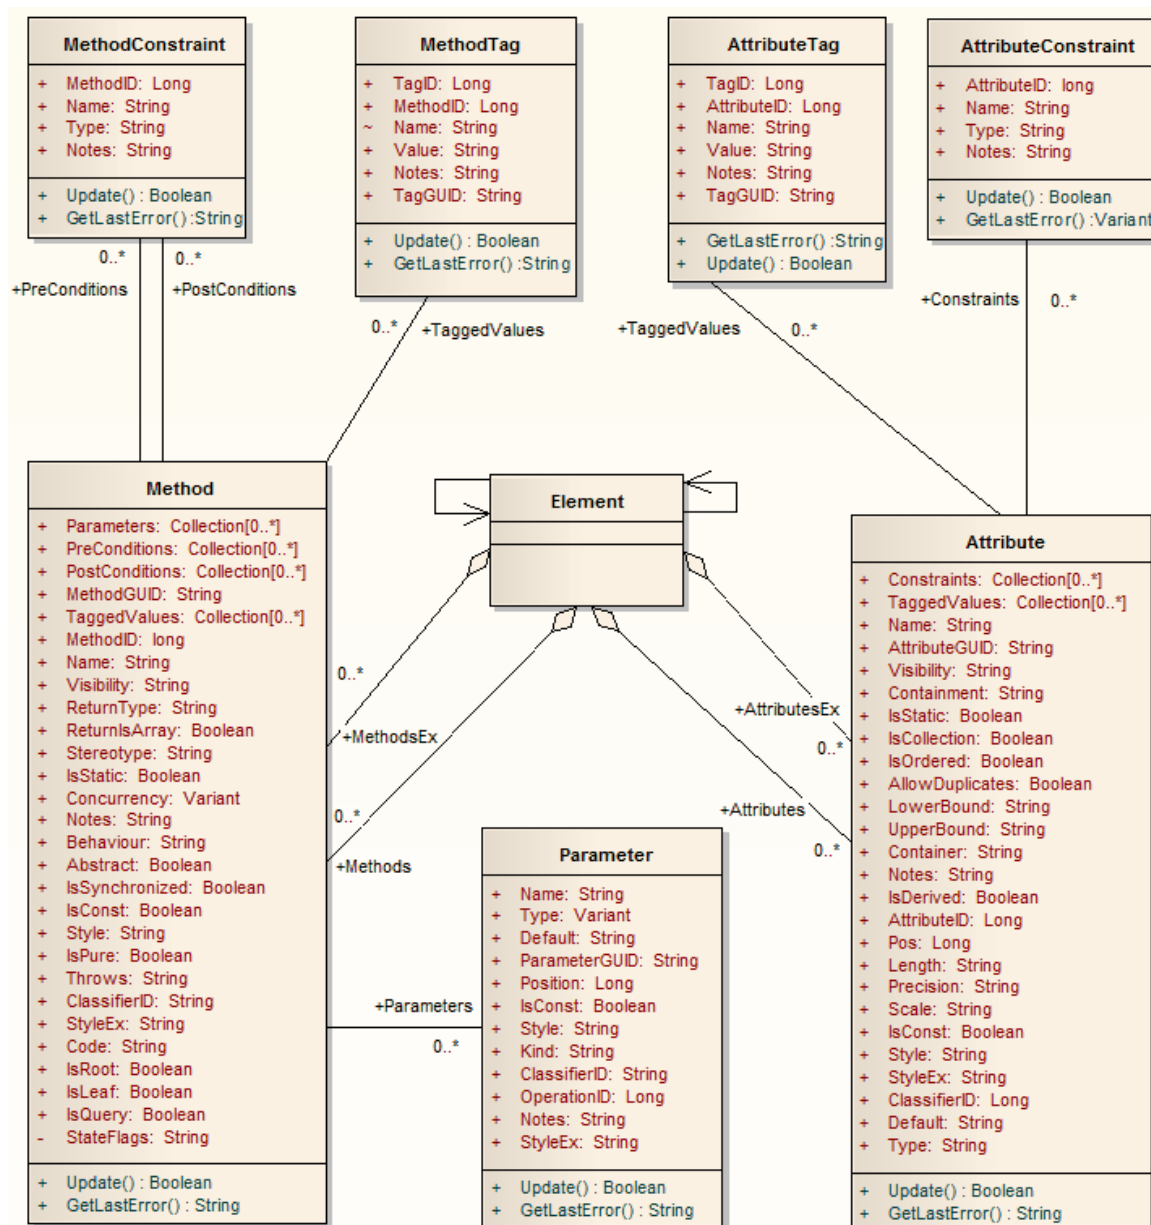 MethodConstraint
+ MethodID: Long
+ Name: String
+ Type: String
+ Notes: String
+ Update() : Boolean
+ GetLastError() :String
MethodTag
+ TagID: Long
+ MethodID: Long
~ Name: String
+ Value: String
+ Notes: String
+ TagGUID: String
+ Update() : Boolean
+ GetLastError() :String
AttributeTag
+ TagID: Long
+ AttributeID: Long
+ Name: String
+ Value: String
+ Notes: String
+ TagGUID: String
+ GetLastError() :String
+ Update() : Boolean
AttributeConstraint
+ AttributeID: long
+ Name: String
+ Type: String
+ Notes: String
+ Update() : Boolean
+ GetLastError() :Variant
0..*
0..*
+PreConditions
+PostConditions
0..*
+TaggedValues
+TaggedValues
0..*
+Constraints
0..*
Method
+ Parameters: Collection[0..*]
+ PreConditions: Collection[0..*]
+ PostConditions: Collection[0..*]
+ MethodGUID: String
+ TaggedValues: Collection[0..*]
+ MethodID: long
+ Name: String
+ Visibility: String
+ ReturnType: String
+ ReturnIsArray: Boolean
+ Stereotype: String
+ IsStatic: Boolean
+ Concurrency: Variant
+ Notes: String
+ Behaviour: String
+ Abstract: Boolean
+ IsSynchronized: Boolean
+ IsConst: Boolean
+ Style: String
+ IsPure: Boolean
+ Throws: String
+ ClassifierID: String
+ StyleEx: String
+ Code: String
+ IsRoot: Boolean
+ IsLeaf: Boolean
+ IsQuery: Boolean
- StateFlags: String
+ Update() : Boolean
+ GetLastError() : String
Element
0..*
+MethodsEx
0..*
+Methods
+AttributesEx
0..*
+Attributes
0..*
+Parameters
0..*
Parameter
+ Name: String
+ Type: Variant
+ Default: String
+ ParameterGUID: String
+ Position: Long
+ IsConst: Boolean
+ Style: String
+ Kind: String
+ ClassifierID: String
+ OperationID: Long
+ Notes: String
+ StyleEx: String
+ Update() : Boolean
+ GetLastError() : String
Attribute
+ Constraints: Collection[0..*]
+ TaggedValues: Collection[0..*]
+ Name: String
+ AttributeGUID: String
+ Visibility: String
+ Containment: String
+ IsStatic: Boolean
+ IsCollection: Boolean
+ IsOrdered: Boolean
+ AllowDuplicates: Boolean
+ LowerBound: String
+ UpperBound: String
+ Container: String
+ Notes: String
+ IsDerived: Boolean
+ AttributeID: Long
+ Pos: Long
+ Length: String
+ Precision: String
+ Scale: String
+ IsConst: Boolean
+ Style: String
+ StyleEx: String
+ ClassifierID: Long
+ Default: String
+ Type: String
+ Update() : Boolean
+ GetLastError() : String